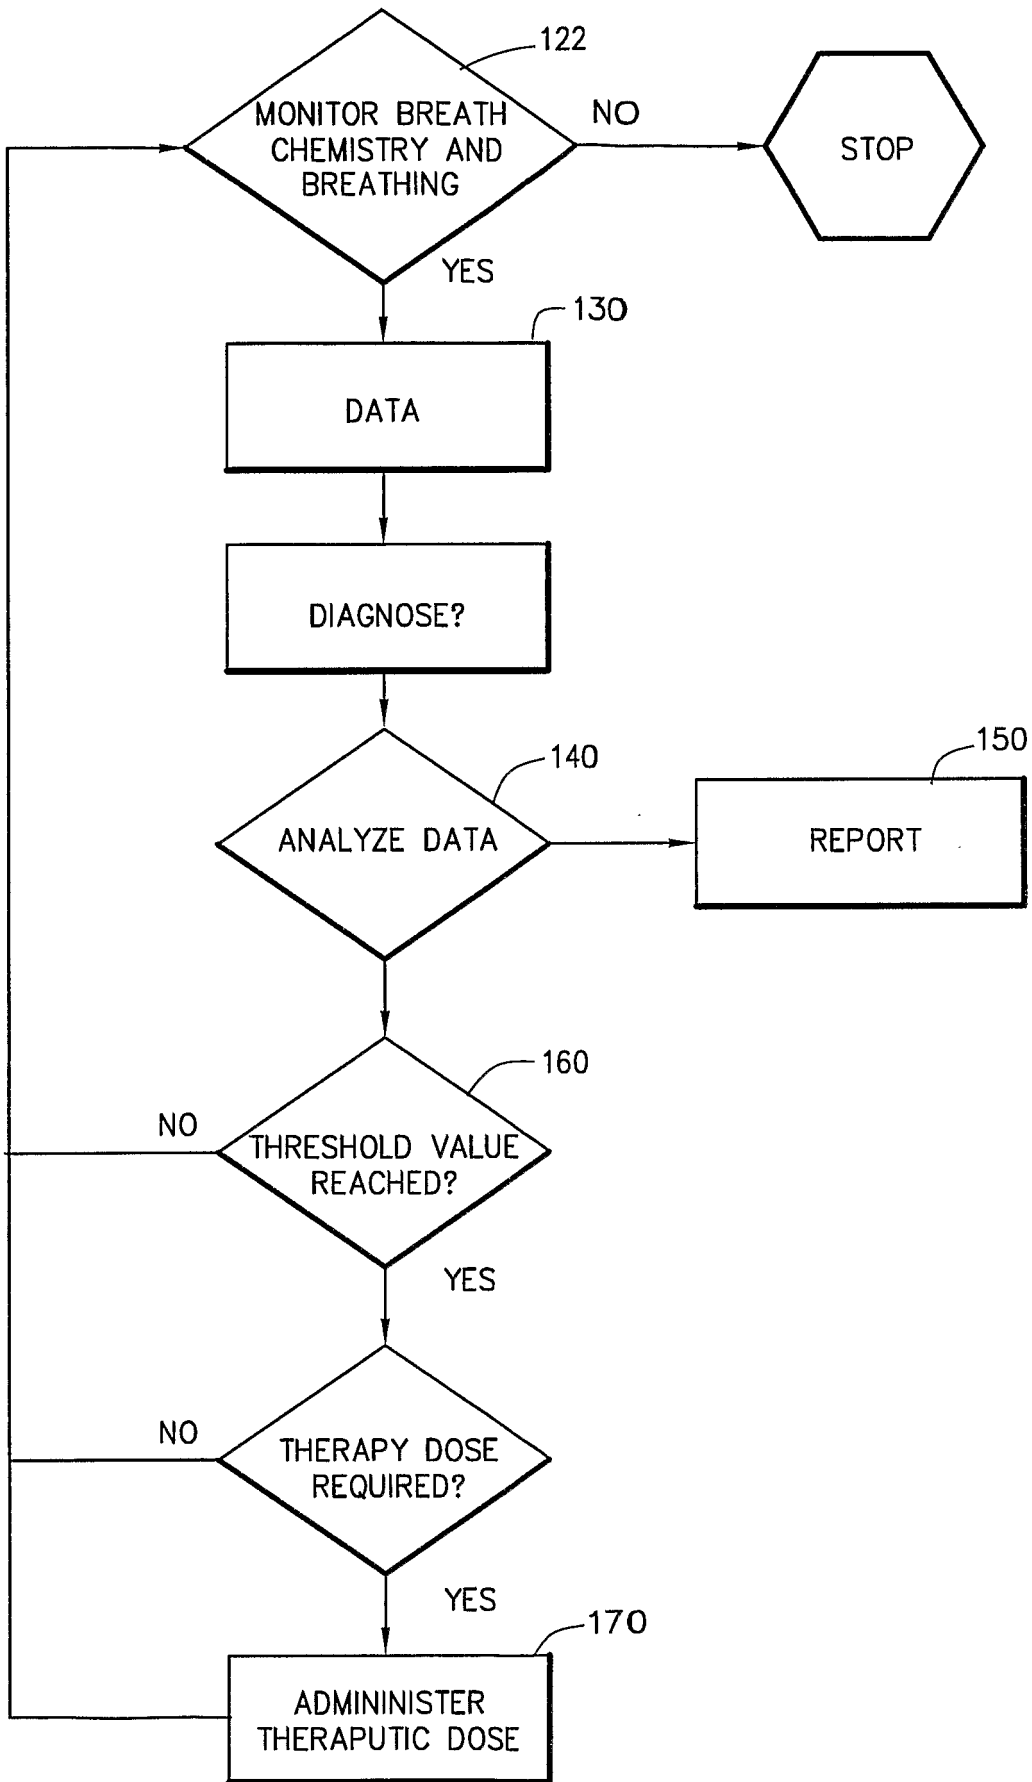 122
MONITOR BREATH
CHEMISTRY AND
BREATHING
NO
STOP
YES
130
DATA
DIAGNOSE?
140
ANALYZE DATA
150
REPORT
160
NO
THRESHOLD VALUE
REACHED?
YES
NO
THERAPY DOSE
REQUIRED?
YES
170
ADMININISTER
THERAPUTIC DOSE